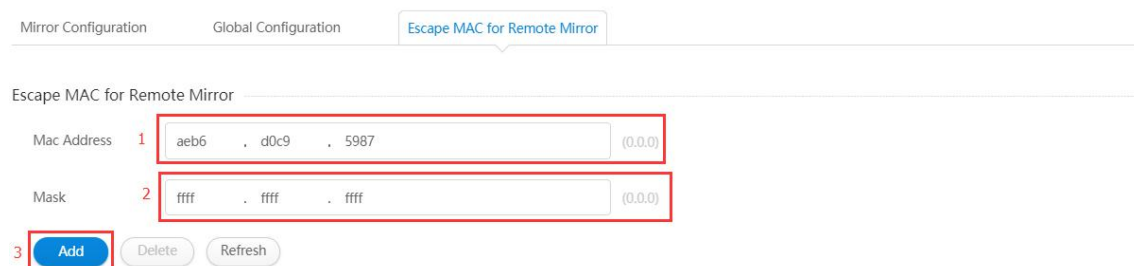 Mirror Configuration Global Configuration Escape MAC for Remote Mirror
Escape MAC for Remote Mirror
Mac Address 1 aeb6 . d0c9 . 5987 (0.0.0)
Mask 2 ffff . ffff . ffff (0.0.0)
3 Add Delete Refresh